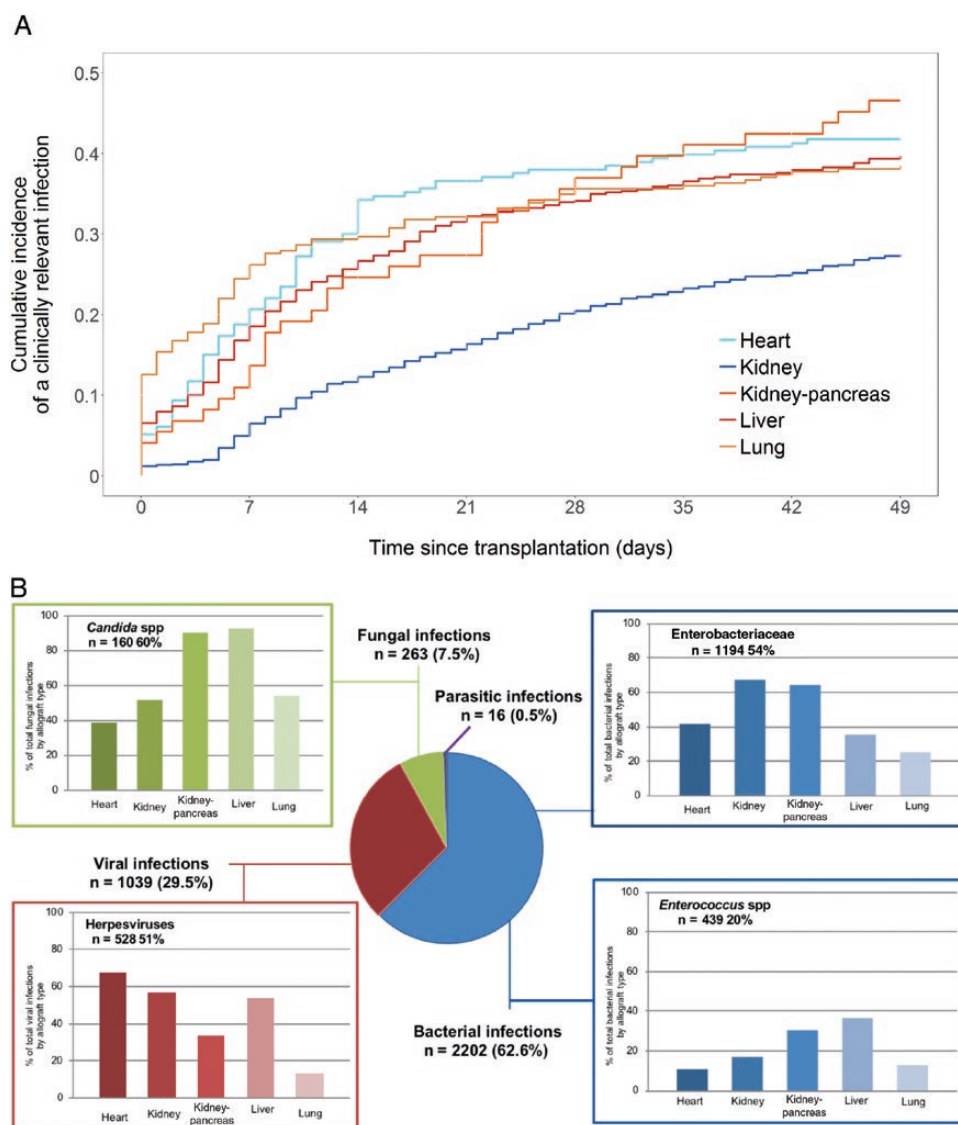 A
Cumulative incidence
of a clinically relevant infection
0.5
0.4
0.3
0.2
0.1
0
0 7 14 21 28 35 42 49
Time since transplantation (days)
Heart
Kidney
Kidney-pancreas
Liver
Lung
B
% of total fungal infections
by allograft type
100
80
60
40
20
0
Candida spp
n = 160 60%
Heart Kidney Kidney-
pancreas Liver Lung
Fungal infections
n = 263 (7.5%)
Parasitic infections
n = 16 (0.5%)
% of total bacterial infections
by allograft type
100
80
60
40
20
0
Enterobacteriaceae
n = 1194 54%
Heart Kidney Kidney-
pancreas Liver Lung
Viral infections
n = 1039 (29.5%)
% of total viral infections
by allograft type
100
80
60
40
20
0
Herpesviruses
n = 528 51%
Heart Kidney Kidney-
pancreas Liver Lung
Bacterial infections
n = 2202 (62.6%)
% of total bacterial infections
by allograft type
100
80
60
40
20
0
Enterococcus spp
n = 439 20%
Heart Kidney Kidney-
pancreas Liver Lung